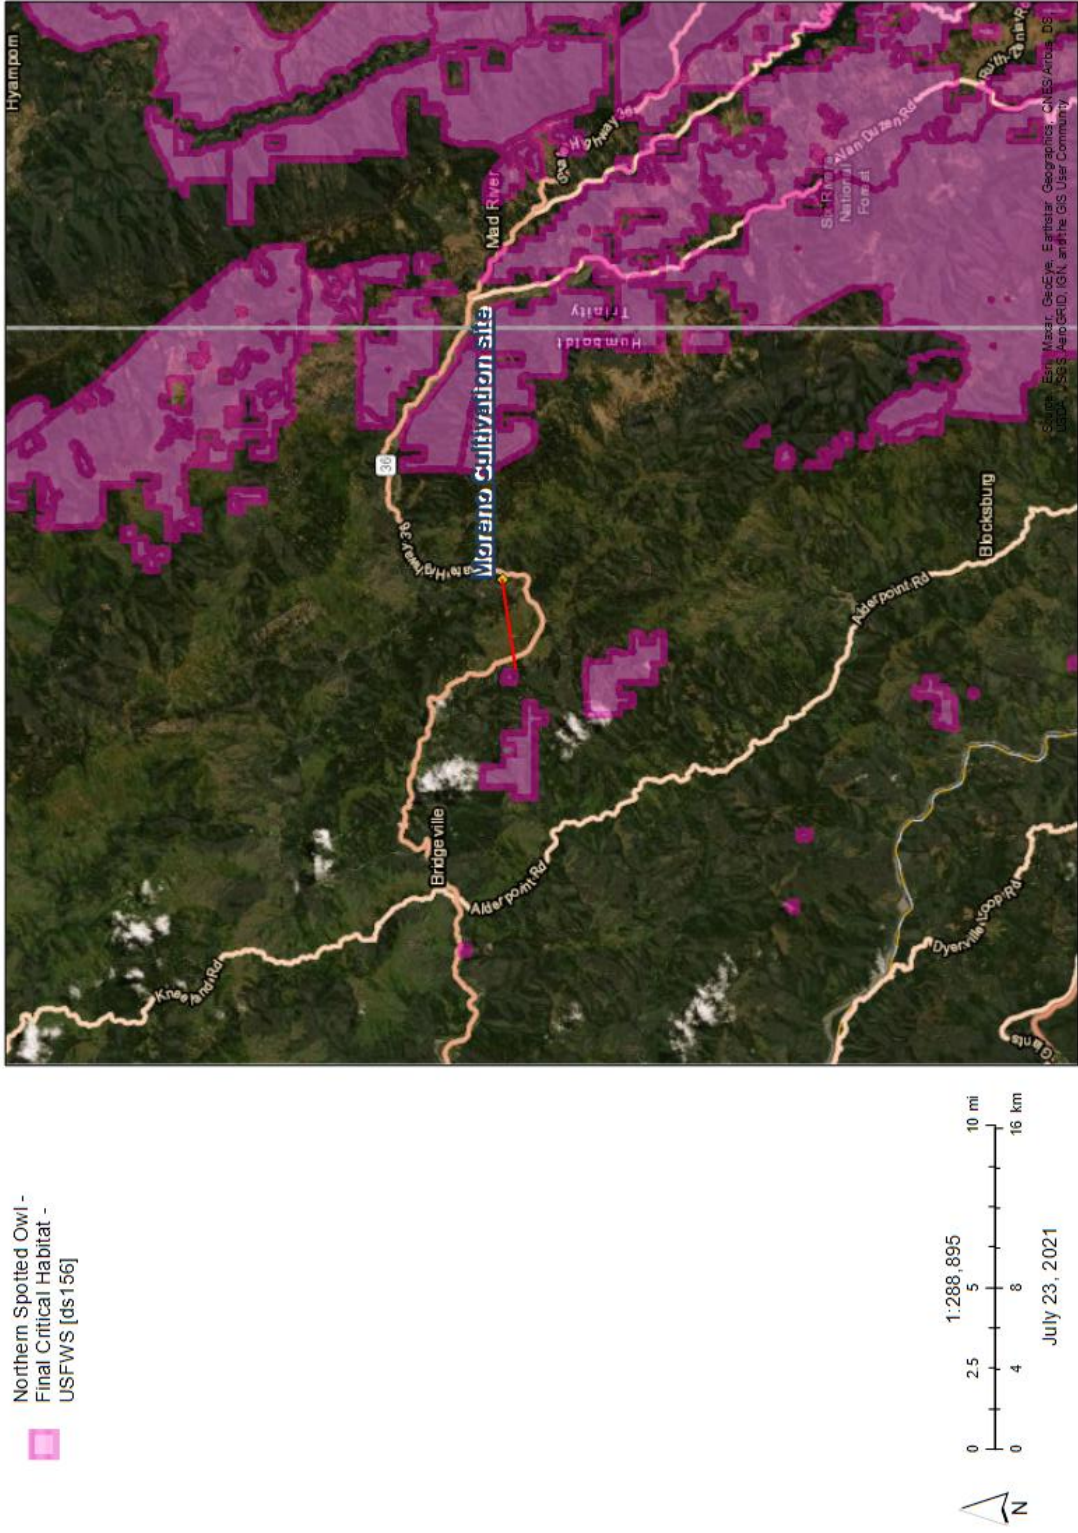 Northern Spotted Owl -
Final Critical Habitat -
USFWS [ds156]
Hyampom
Mad River
36
State Highway 36
Moreno Cultivation site
Humboldt
Trinity
Six Rivers
National
Forest
Van Duzen Rd
Bridgeville
Kneeland Rd
Alderpoint Rd
Alderpoint Rd
Blocksburg
Dyerville Loop Rd
Source: Esri, Maxar, GeoEye, Earthstar Geographics, CNES/Airbus DS,
USDA, USGS, AeroGRID, IGN, and the GIS User Community
1:288,895
0 2.5 5 10 mi
0 4 8 16 km
July 23, 2021
N